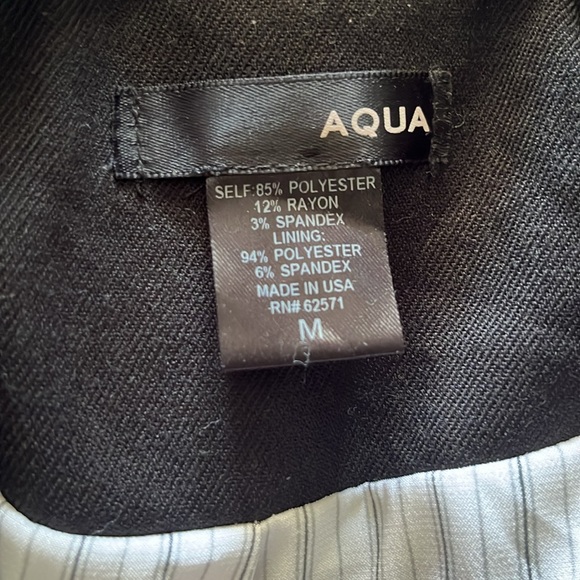 AQUA
SELF:85% POLYESTER
12% RAYON
3% SPANDEX
LINING:
94% POLYESTER
6% SPANDEX
MADE IN USA
RN# 62571
M